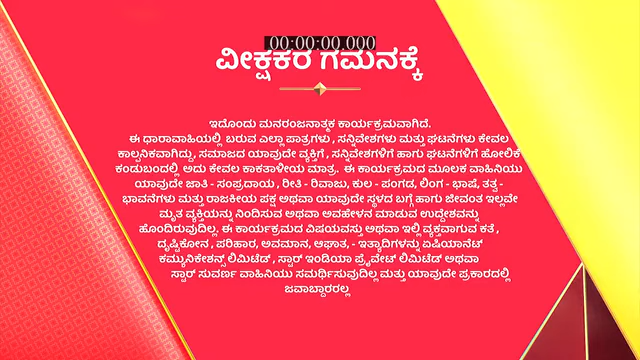 00:00:00.000
ವೀಕ್ಷಕರ ಗಮನಕ್ಕೆ
ಇದೊಂದು ಮನರಂಜನಾತ್ಮಕ ಕಾರ್ಯಕ್ರಮವಾಗಿದೆ.
ಈ ಧಾರಾವಾಹಿಯಲ್ಲಿ ಬರುವ ಎಲ್ಲಾ ಪಾತ್ರಗಳು , ಸನ್ನಿವೇಶಗಳು ಮತ್ತು ಘಟನೆಗಳು ಕೇವಲ
ಕಾಲ್ಪನಿಕವಾಗಿದ್ದು, ಸಮಾಜದ ಯಾವುದೇ ವ್ಯಕ್ತಿಗೆ , ಸನ್ನಿವೇಶಗಳಿಗೆ ಹಾಗು ಘಟನೆಗಳಿಗೆ ಹೋಲಿಕೆ
ಕಂಡುಬಂದಲ್ಲಿ ಅದು ಕೇವಲ ಕಾಕತಾಳೀಯ ಮಾತ್ರ. ಈ ಕಾರ್ಯಕ್ರಮದ ಮೂಲಕ ವಾಹಿನಿಯು
ಯಾವುದೇ ಜಾತಿ - ಸಂಪ್ರದಾಯ , ರೀತಿ - ರಿವಾಜು, ಕುಲ - ಪಂಗಡ, ಲಿಂಗ - ಭಾಷೆ, ತತ್ವ -
ಭಾವನೆಗಳು ಮತ್ತು ರಾಜಕೀಯ ಪಕ್ಷ ಅಥವಾ ಯಾವುದೇ ಸ್ಥಳದ ಬಗ್ಗೆ ಹಾಗು ಜೀವಂತ ಇಲ್ಲವೇ
ಮೃತ ವ್ಯಕ್ತಿಯನ್ನು ನಿಂದಿಸುವ ಅಥವಾ ಅವಹೇಳನ ಮಾಡುವ ಉದ್ದೇಶವನ್ನು
ಹೊಂದಿರುವುದಿಲ್ಲ. ಈ ಕಾರ್ಯಕ್ರಮದ ವಿಷಯವಸ್ತು ಅಥವಾ ಇಲ್ಲಿ ವ್ಯಕ್ತವಾಗುವ ಕತೆ ,
ದೃಷ್ಟಿಕೋನ , ಪರಿಹಾರ, ಅವಮಾನ, ಆಘಾತ, - ಇತ್ಯಾದಿಗಳನ್ನು ಏಷಿಯಾನೆಟ್
ಕಮ್ಯುನಿಕೇಶನ್ಸ್ ಲಿಮಿಟೆಡ್ , ಸ್ಟಾರ್ ಇಂಡಿಯಾ ಪ್ರೈವೇಟ್ ಲಿಮಿಟೆಡ್ ಅಥವಾ
ಸ್ಟಾರ್ ಸುವರ್ಣ ವಾಹಿನಿಯು ಸಮರ್ಥಿಸುವುದಿಲ್ಲ ಮತ್ತು ಯಾವುದೇ ಪ್ರಕಾರದಲ್ಲಿ
ಜವಾಬ್ದಾರರಲ್ಲ